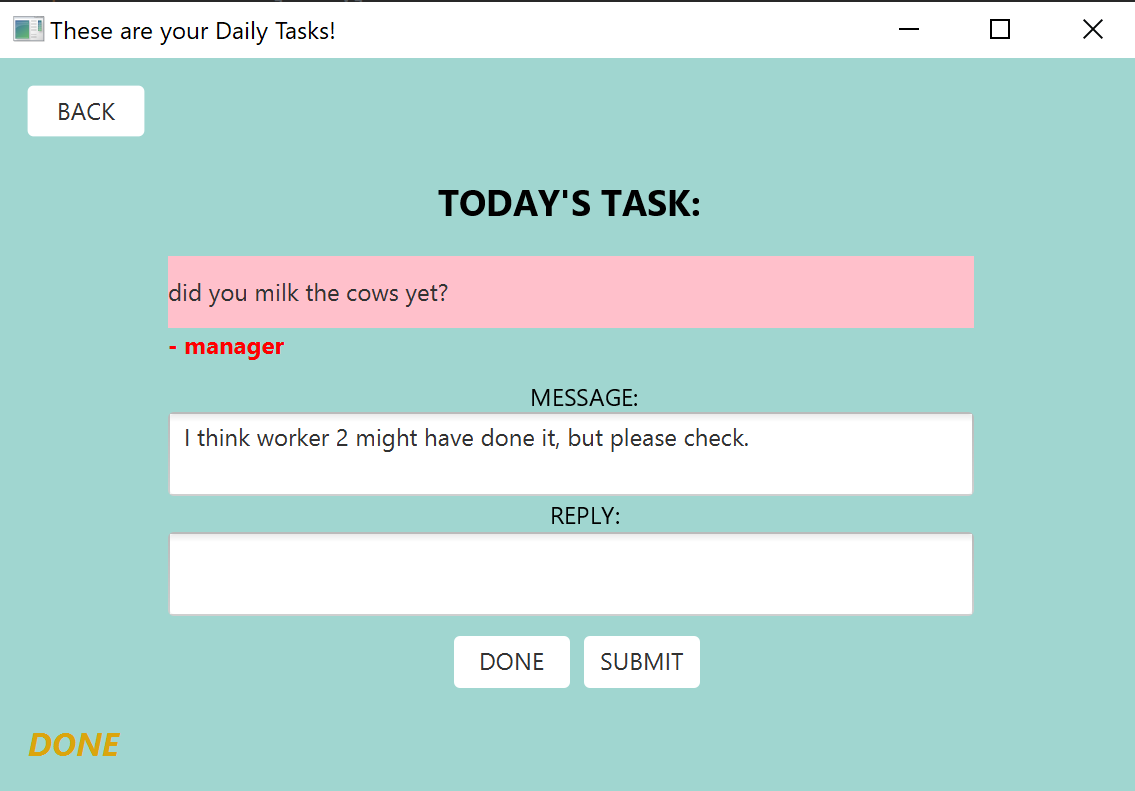 These are your Daily Tasks!
BACK
TODAY'S TASK:
did you milk the cows yet?
- manager
MESSAGE:
I think worker 2 might have done it, but please check.
REPLY:
DONE SUBMIT
DONE